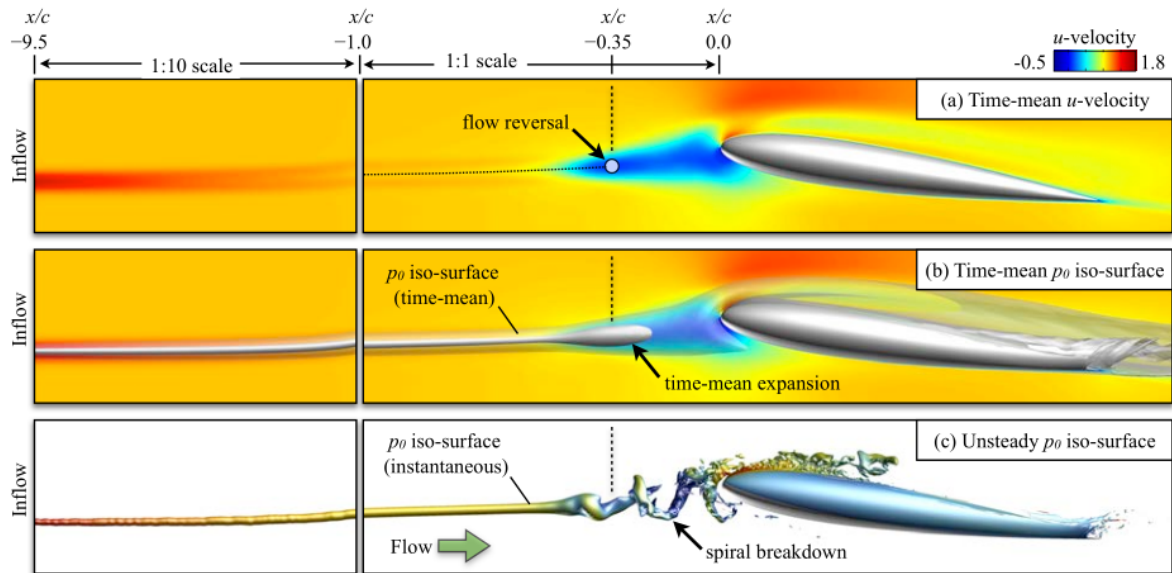 x/c x/c x/c x/c
−9.5 −1.0 −0.35 0.0
u-velocity
1:10 scale 1:1 scale
-0.5 1.8
Inflow
flow reversal
(a) Time-mean u-velocity
Inflow
p₀ iso-surface
(time-mean)
(b) Time-mean p₀ iso-surface
time-mean expansion
Inflow
p₀ iso-surface
(instantaneous)
(c) Unsteady p₀ iso-surface
Flow
spiral breakdown